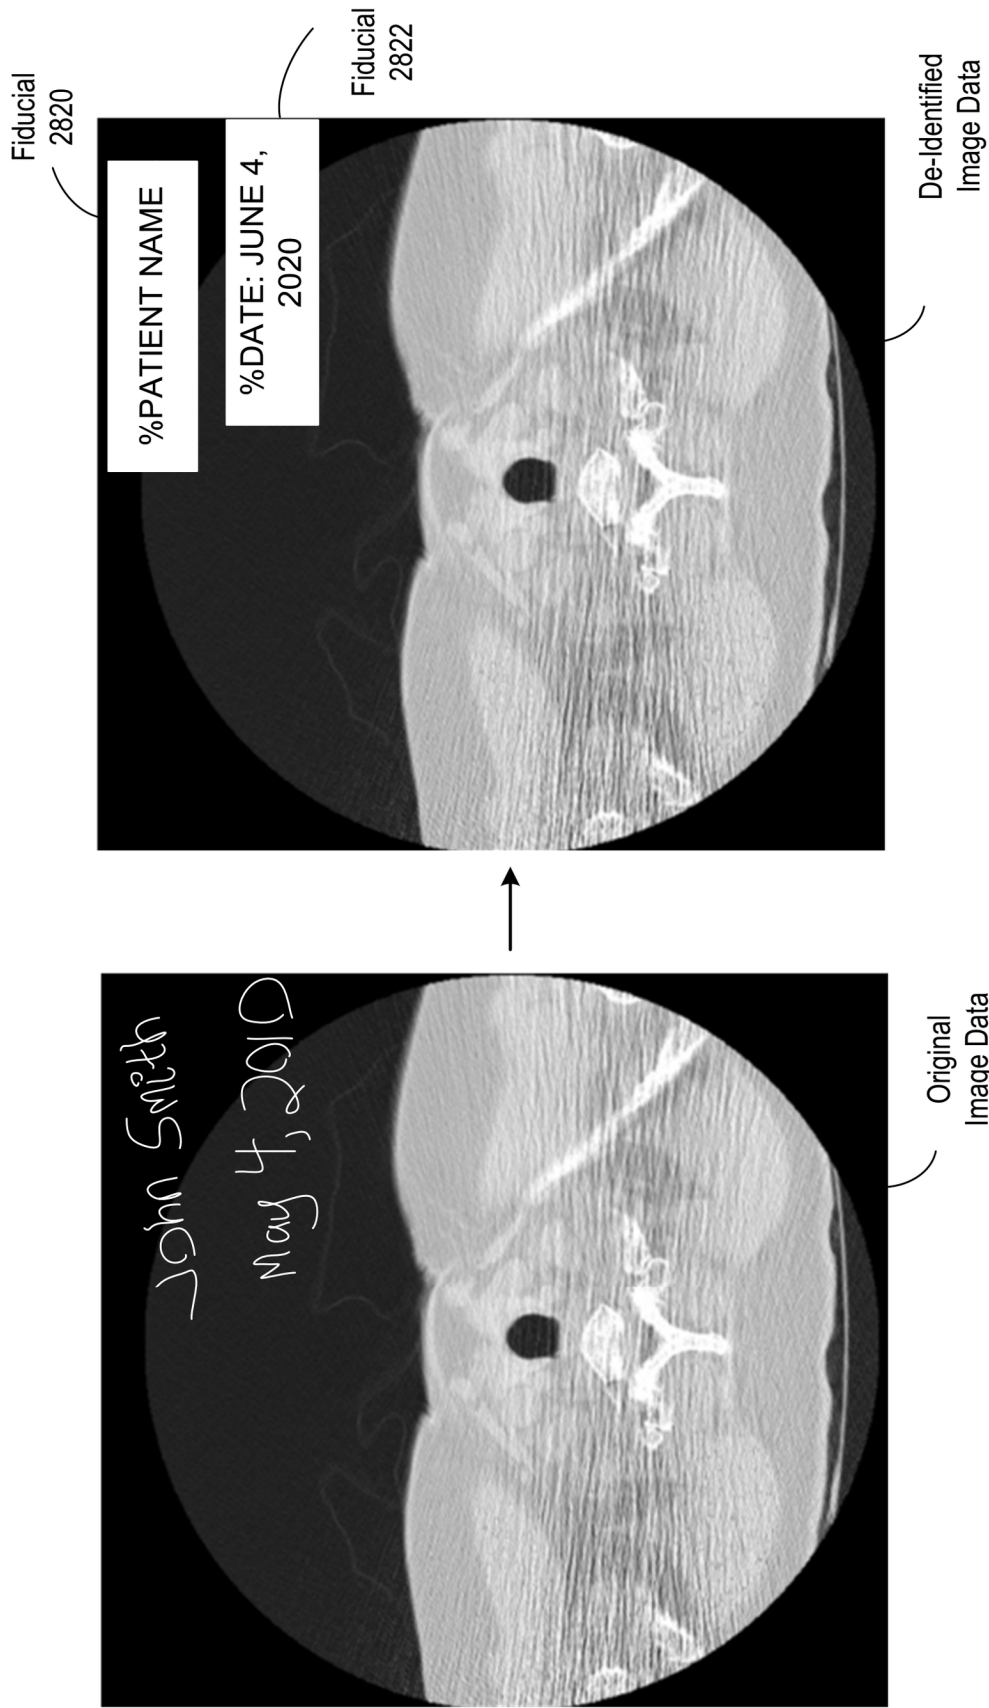 John Smith
May 4, 2010
Original
Image Data
Fiducial
2820
%PATIENT NAME
%DATE: JUNE 4,
2020
Fiducial
2822
De-Identified
Image Data